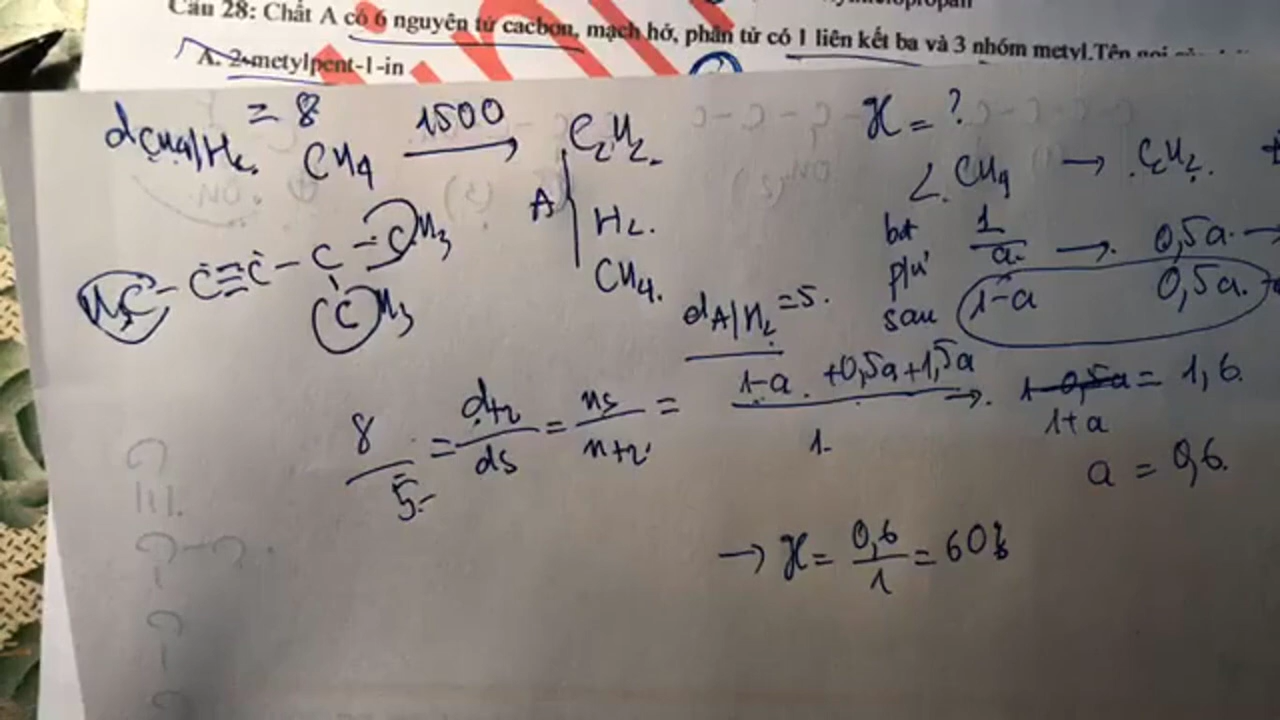 Câu 28: Chất A có 6 nguyên tử cacbon, mạch hở, phân tử có 1 liên kết ba và 3 nhóm metyl.Tên gọi
A. 2-metylpent-1-in
dCH4/H2 = 8
CH4 1500 → C2H2
A
H2.
CH4.
H = ?
2 CH4 → C2H2 +
bđ 1
pứ a → 0,5a →
sau 1-a 0,5a.
H3C - C≡C - C - CH3
CH3
dA/H2 = 5.
8/5 = dtr/ds = ns/ntr = (1-a + 0,5a + 1,5a)/1 → 1+a = 1,6
a = 0,6.
→ H = 0,6/1 = 60%